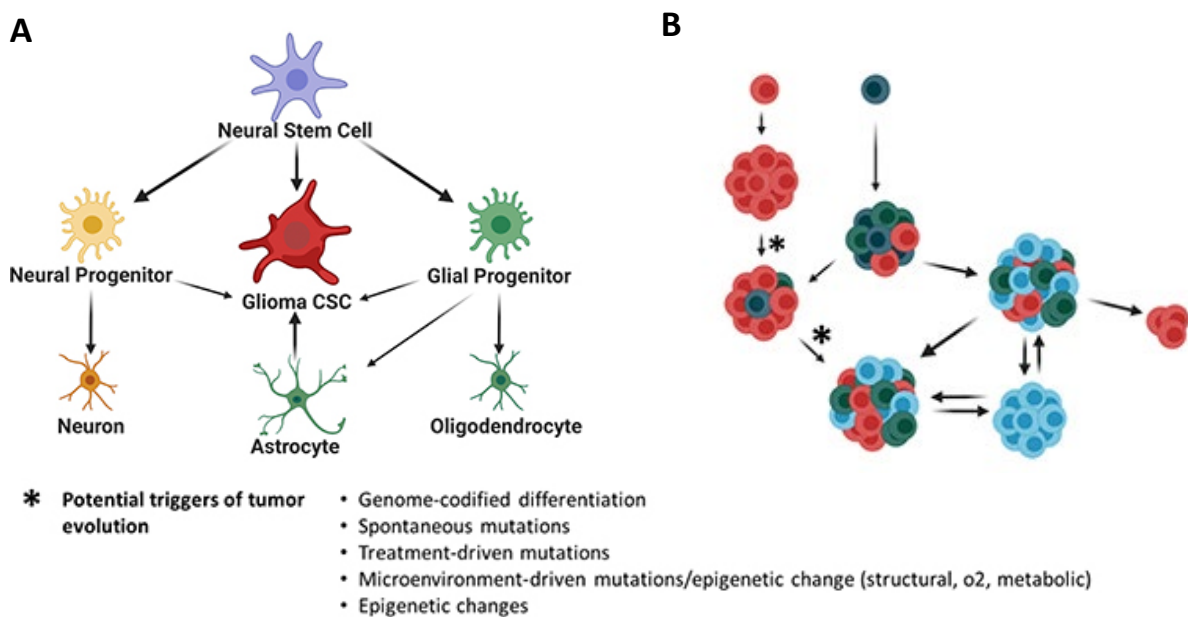 A
B
Neural Stem Cell
Neural Progenitor
Glioma CSC
Glial Progenitor
Neuron
Astrocyte
Oligodendrocyte
*
*
* Potential triggers of tumor
evolution
• Genome-codified differentiation
• Spontaneous mutations
• Treatment-driven mutations
• Microenvironment-driven mutations/epigenetic change (structural, o2, metabolic)
• Epigenetic changes